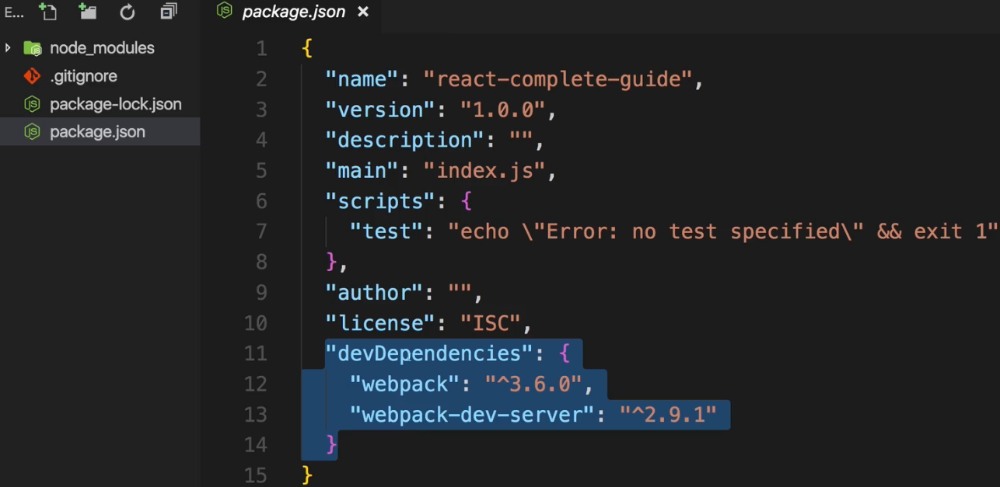 E...
node_modules
.gitignore
package-lock.json
package.json
package.json ×
1 {
2 "name": "react-complete-guide",
3 "version": "1.0.0",
4 "description": "",
5 "main": "index.js",
6 "scripts": {
7 "test": "echo \"Error: no test specified\" && exit 1"
8 },
9 "author": "",
10 "license": "ISC",
11 "devDependencies": {
12 "webpack": "^3.6.0",
13 "webpack-dev-server": "^2.9.1"
14 }
15 }